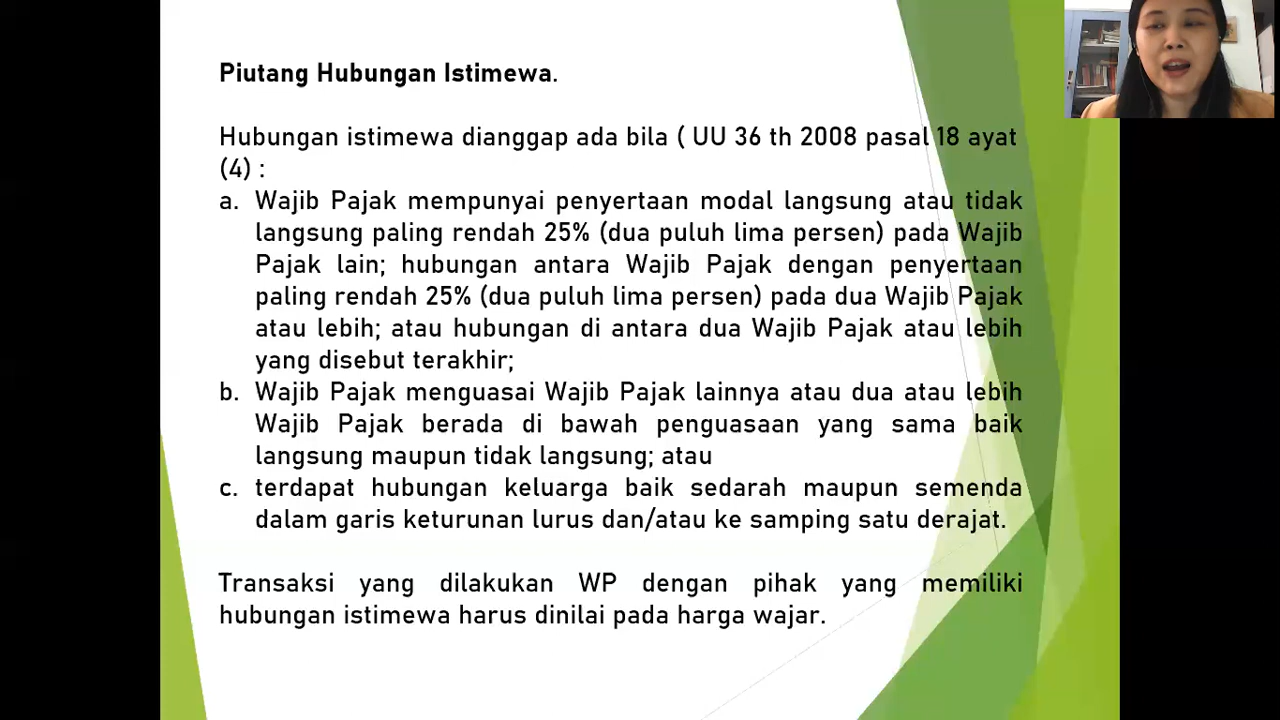 Piutang Hubungan Istimewa.
Hubungan istimewa dianggap ada bila ( UU 36 th 2008 pasal 18 ayat
(4) :
a. Wajib Pajak mempunyai penyertaan modal langsung atau tidak
langsung paling rendah 25% (dua puluh lima persen) pada Wajib
Pajak lain; hubungan antara Wajib Pajak dengan penyertaan
paling rendah 25% (dua puluh lima persen) pada dua Wajib Pajak
atau lebih; atau hubungan di antara dua Wajib Pajak atau lebih
yang disebut terakhir;
b. Wajib Pajak menguasai Wajib Pajak lainnya atau dua atau lebih
Wajib Pajak berada di bawah penguasaan yang sama baik
langsung maupun tidak langsung; atau
c. terdapat hubungan keluarga baik sedarah maupun semenda
dalam garis keturunan lurus dan/atau ke samping satu derajat.
Transaksi yang dilakukan WP dengan pihak yang memiliki
hubungan istimewa harus dinilai pada harga wajar.